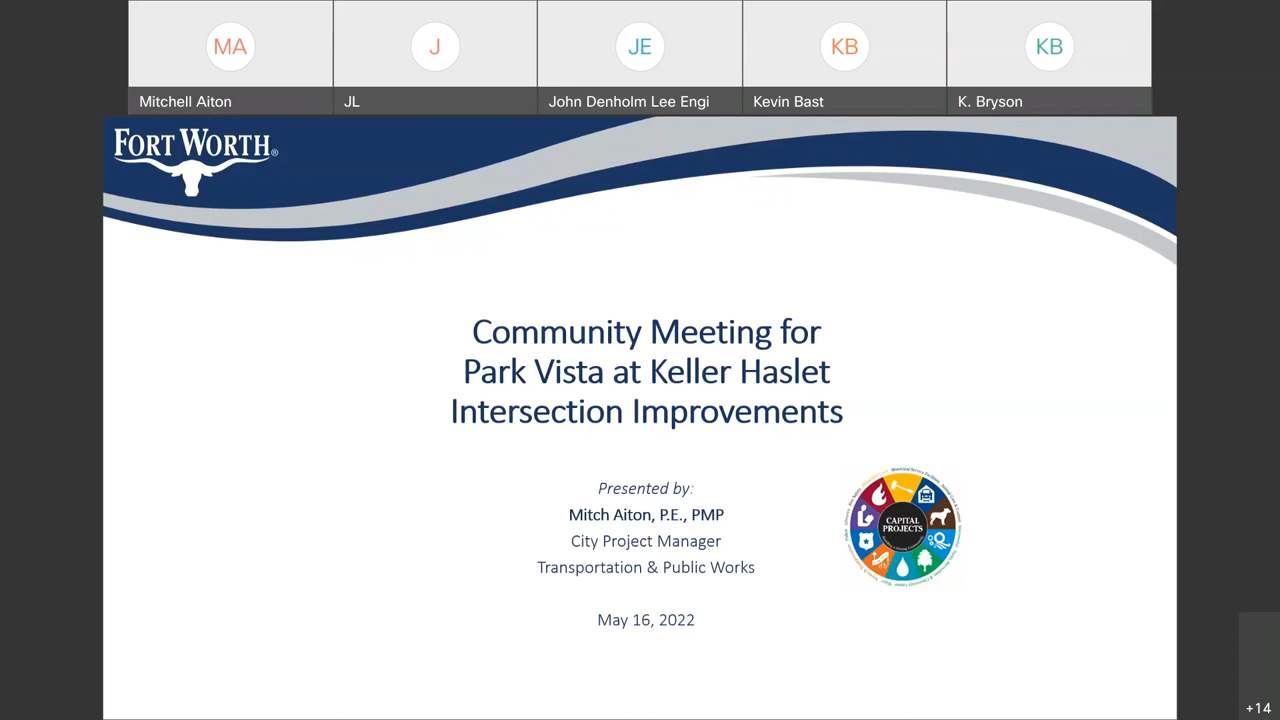 MA
J
JE
KB
KB
Mitchell Aiton
JL
John Denholm Lee Engi
Kevin Bast
K. Bryson
FORT WORTH®
Community Meeting for
Park Vista at Keller Haslet
Intersection Improvements
Presented by:
Mitch Aiton, P.E., PMP
City Project Manager
Transportation & Public Works
CAPITAL
PROJECTS
May 16, 2022
+14